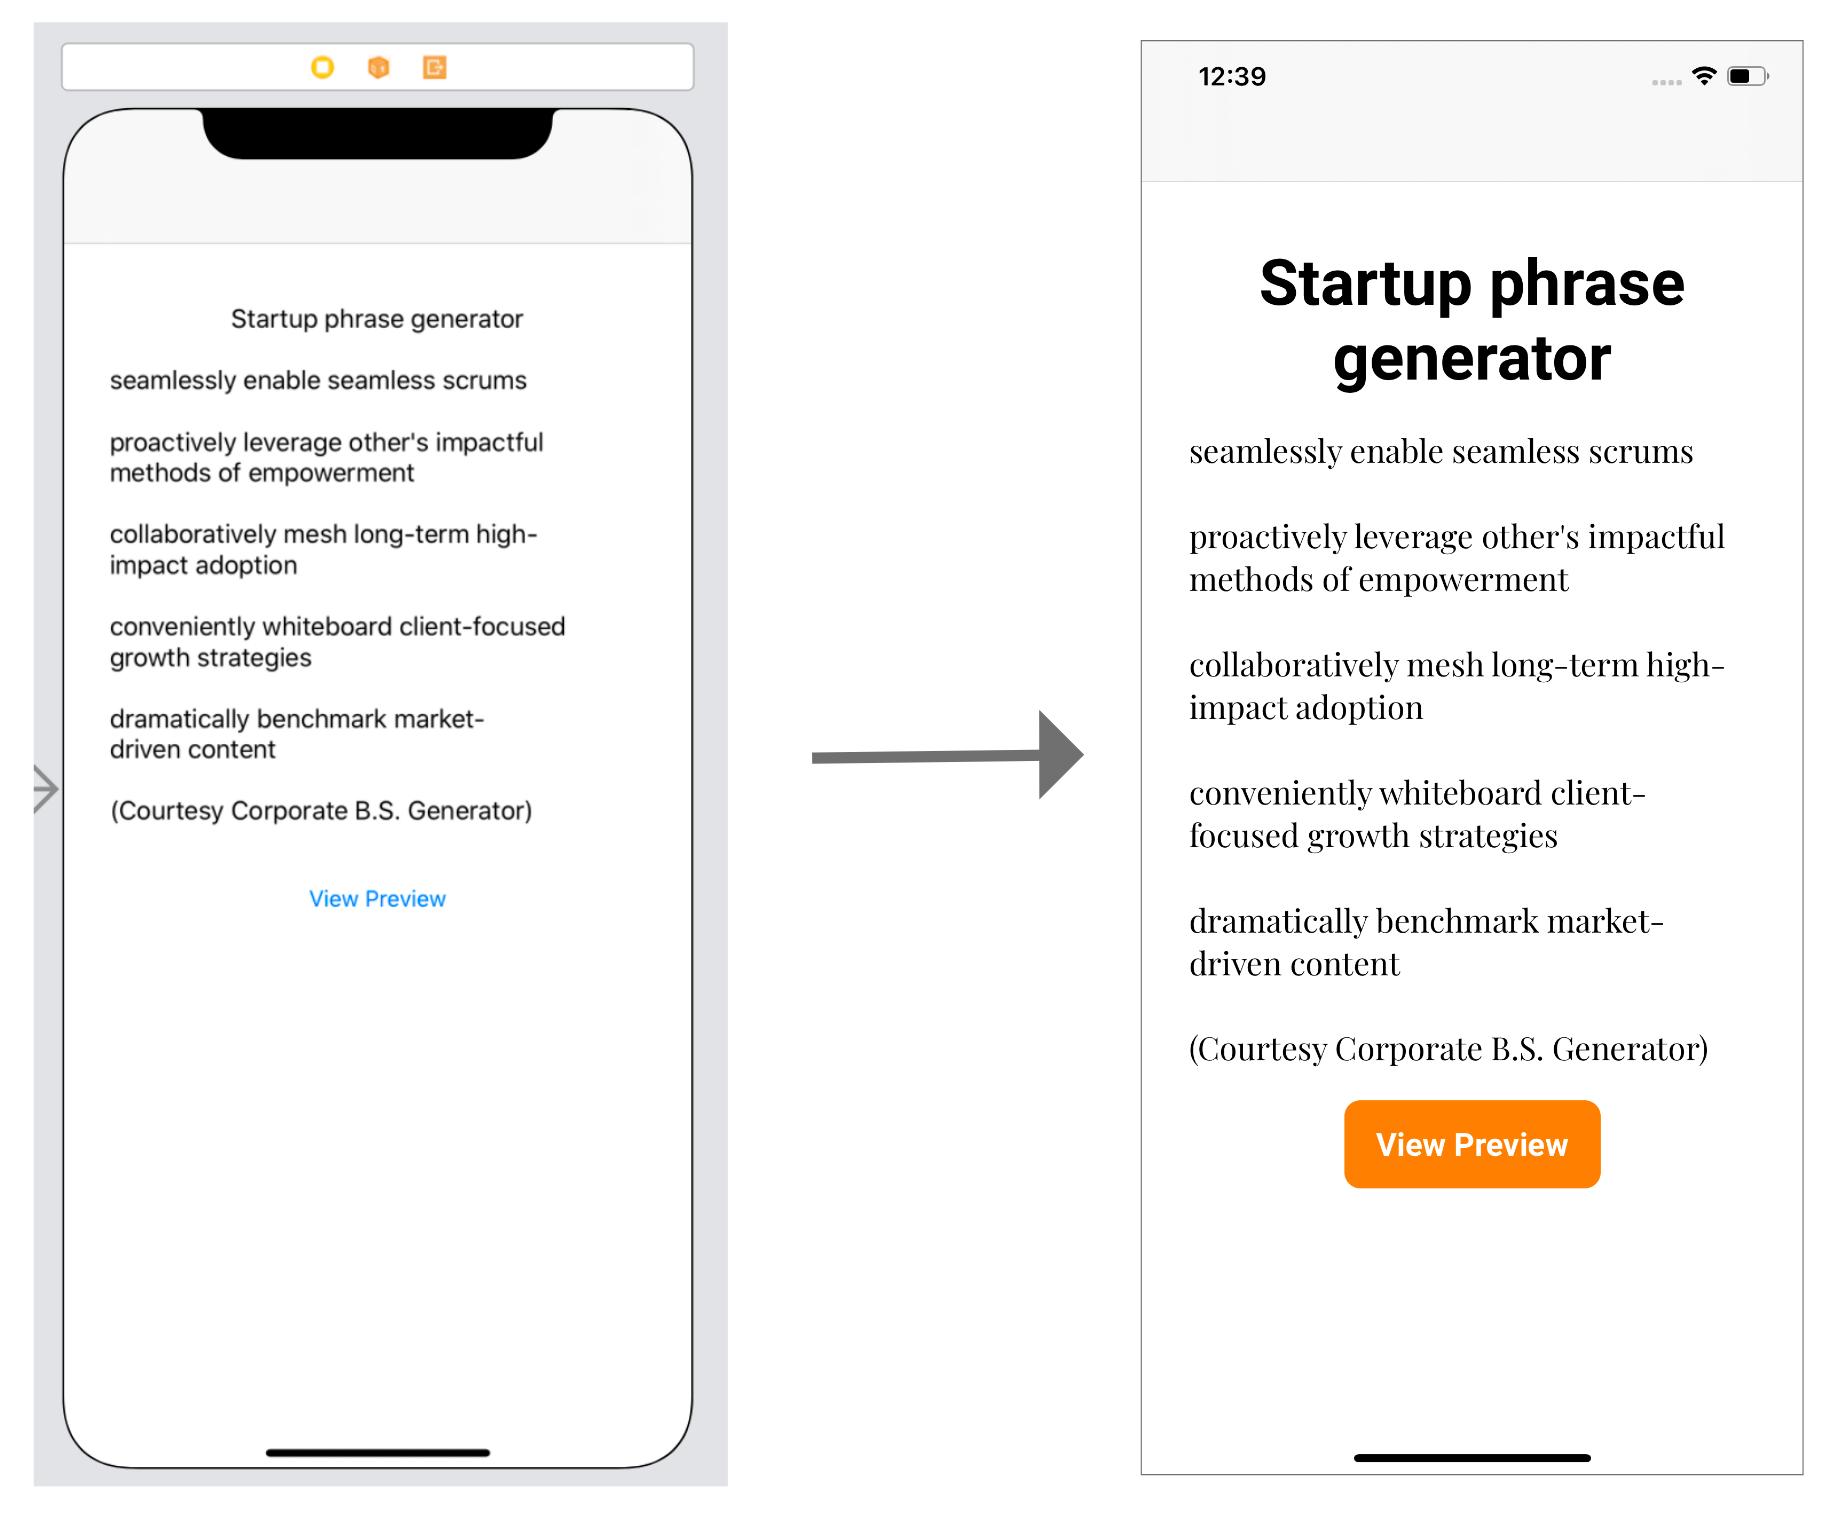 Startup phrase generator
seamlessly enable seamless scrums
proactively leverage other's impactful
methods of empowerment
collaboratively mesh long-term high-
impact adoption
conveniently whiteboard client-focused
growth strategies
dramatically benchmark market-
driven content
(Courtesy Corporate B.S. Generator)
View Preview
12:39
Startup phrase
generator
seamlessly enable seamless scrums
proactively leverage other's impactful
methods of empowerment
collaboratively mesh long-term high-
impact adoption
conveniently whiteboard client-
focused growth strategies
dramatically benchmark market-
driven content
(Courtesy Corporate B.S. Generator)
View Preview